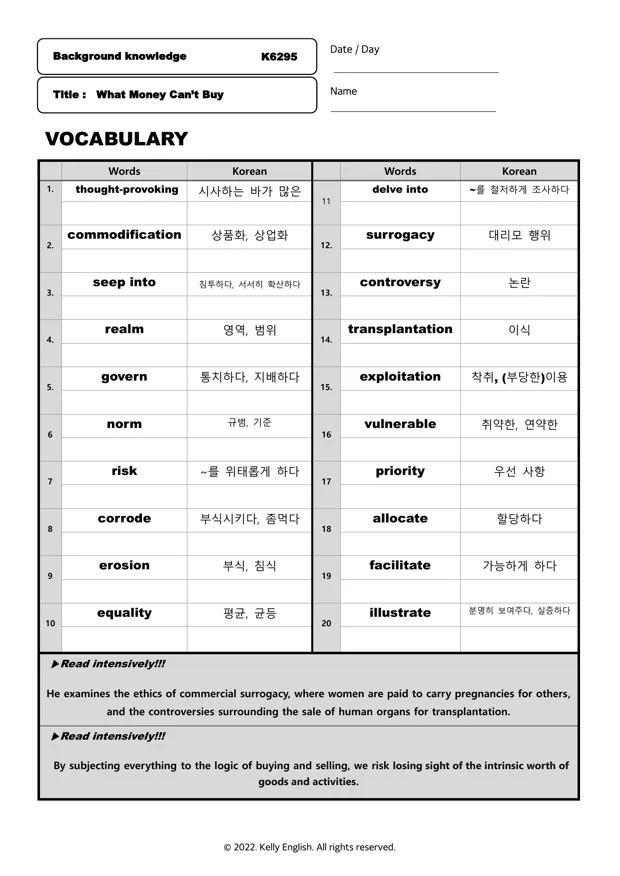 Background knowledge K6295
Date / Day
Title : What Money Can't Buy
Name
VOCABULARY
Words Korean Words Korean
1. thought-provoking 시사하는 바가 많은 11 delve into ~를 철저하게 조사하다
2. commodification 상품화, 상업화 12. surrogacy 대리모 행위
3. seep into 침투하다, 서서히 확산하다 13. controversy 논란
4. realm 영역, 범위 14. transplantation 이식
5. govern 통치하다, 지배하다 15. exploitation 착취, (부당한)이용
6 norm 규범, 기준 16 vulnerable 취약한, 연약한
7 risk ~를 위태롭게 하다 17 priority 우선 사항
8 corrode 부식시키다, 좀먹다 18 allocate 할당하다
9 erosion 부식, 침식 19 facilitate 가능하게 하다
10 equality 평균, 균등 20 illustrate 분명히 보여주다, 실증하다
▶Read intensively!!!
He examines the ethics of commercial surrogacy, where women are paid to carry pregnancies for others,
and the controversies surrounding the sale of human organs for transplantation.
▶Read intensively!!!
By subjecting everything to the logic of buying and selling, we risk losing sight of the intrinsic worth of
goods and activities.
© 2022. Kelly English. All rights reserved.